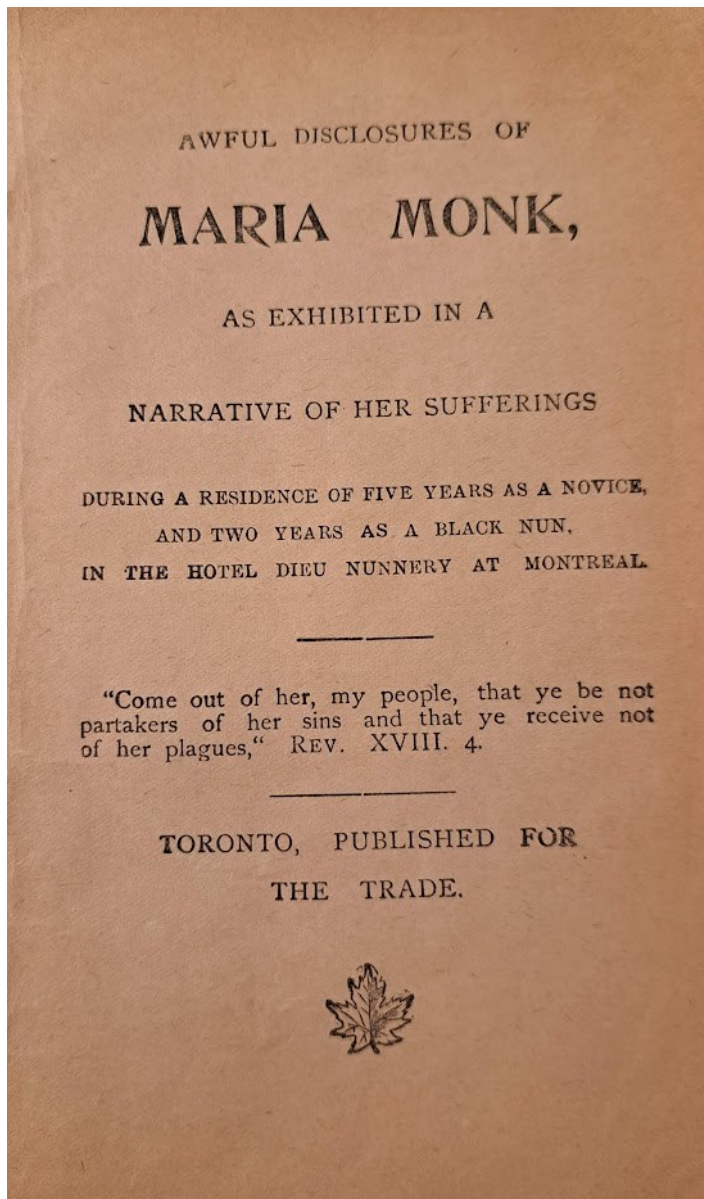 AWFUL DISCLOSURES OF
MARIA MONK,
AS EXHIBITED IN A
NARRATIVE OF HER SUFFERINGS
DURING A RESIDENCE OF FIVE YEARS AS A NOVICE,
AND TWO YEARS AS A BLACK NUN,
IN THE HOTEL DIEU NUNNERY AT MONTREAL.
“Come out of her, my people, that ye be not
partakers of her sins and that ye receive not
of her plagues,“ REV. XVIII. 4.
TORONTO, PUBLISHED FOR
THE TRADE.